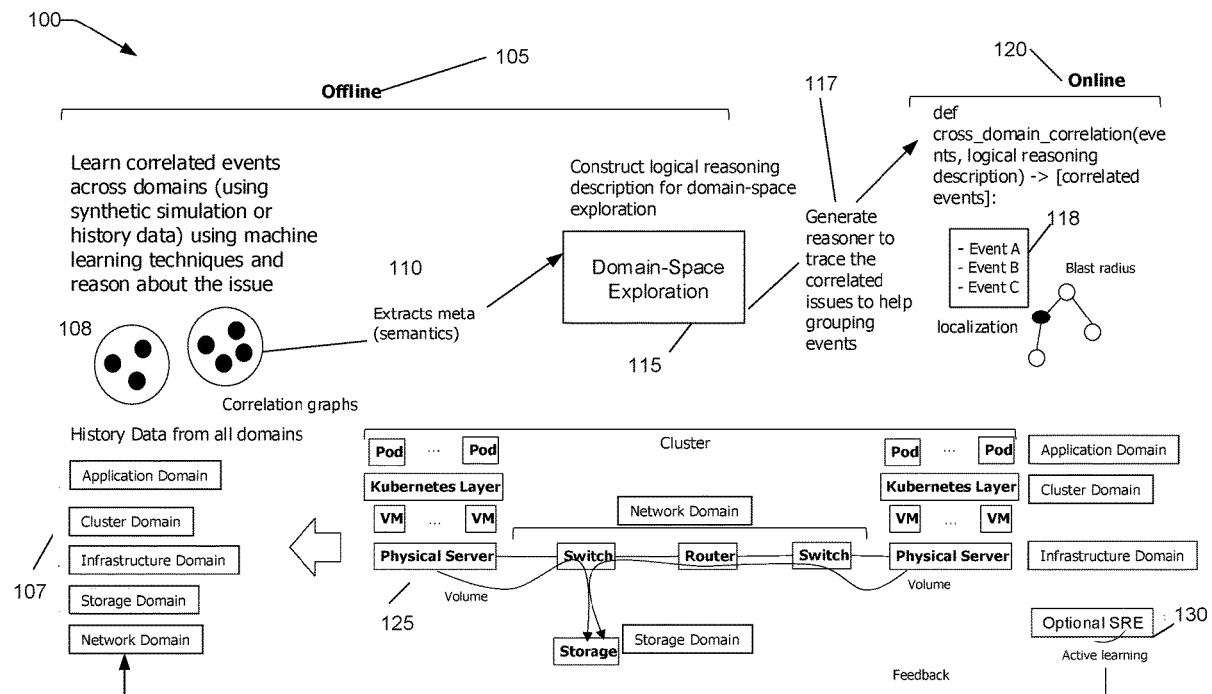 100
105
Offline
117
120
Online
Learn correlated events
across domains (using
synthetic simulation or
history data) using machine
learning techniques and
reason about the issue
Construct logical reasoning
description for domain-space
exploration
Domain-Space
Exploration
115
110
Extracts meta
(semantics)
Generate
reasoner to
trace the
correlated
issues to help
grouping
events
def
cross_domain_correlation(eve
nts, logical reasoning
description) -> [correlated
events]:
118
- Event A
- Event B
- Event C
Blast radius
localization
108
Correlation graphs
History Data from all domains
Application Domain
Cluster Domain
Infrastructure Domain
Storage Domain
Network Domain
107
Cluster
Pod ... Pod
Kubernetes Layer
VM ... VM
Physical Server
125
Volume
Network Domain
Switch
Router
Switch
Storage
Storage Domain
Pod ... Pod
Kubernetes Layer
VM ... VM
Physical Server
Volume
Application Domain
Cluster Domain
Infrastructure Domain
Optional SRE
130
Active learning
Feedback